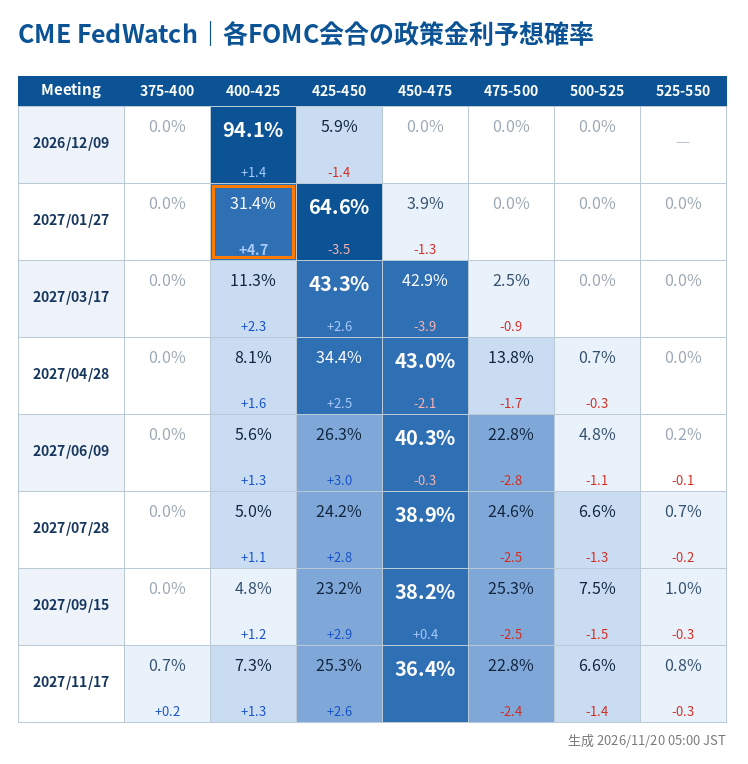 CME FedWatch｜各FOMC会合の政策金利予想確率
Meeting 375-400 400-425 425-450 450-475 475-500 500-525 525-550
2026/12/09 0.0% 94.1% 5.9% 0.0% 0.0% 0.0% —
+1.4 -1.4
2027/01/27 0.0% 31.4% 64.6% 3.9% 0.0% 0.0% 0.0%
+4.7 -3.5 -1.3
2027/03/17 0.0% 11.3% 43.3% 42.9% 2.5% 0.0% 0.0%
+2.3 +2.6 -3.9 -0.9
2027/04/28 0.0% 8.1% 34.4% 43.0% 13.8% 0.7% 0.0%
+1.6 +2.5 -2.1 -1.7 -0.3
2027/06/09 0.0% 5.6% 26.3% 40.3% 22.8% 4.8% 0.2%
+1.3 +3.0 -0.3 -2.8 -1.1 -0.1
2027/07/28 0.0% 5.0% 24.2% 38.9% 24.6% 6.6% 0.7%
+1.1 +2.8 -2.5 -1.3 -0.2
2027/09/15 0.0% 4.8% 23.2% 38.2% 25.3% 7.5% 1.0%
+1.2 +2.9 +0.4 -2.5 -1.5 -0.3
2027/11/17 0.7% 7.3% 25.3% 36.4% 22.8% 6.6% 0.8%
+0.2 +1.3 +2.6 -2.4 -1.4 -0.3
生成 2026/11/20 05:00 JST